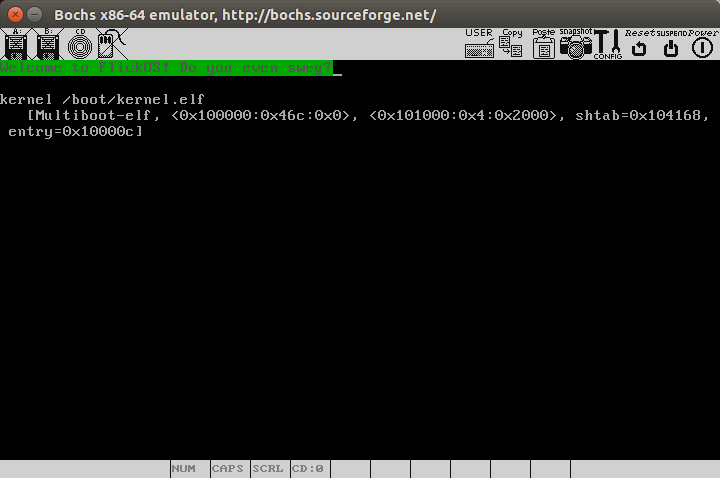 Bochs x86-64 emulator, http://bochs.sourceforge.net/
A: B: CD USER Copy Paste snapshot CONFIG Reset SUSPEND Power
Welcome to FlickOS! Do you even sweg?
kernel /boot/kernel.elf
[Multiboot-elf, <0x100000:0x46c:0x0>, <0x101000:0x4:0x2000>, shtab=0x104168,
entry=0x10000c]
NUM CAPS SCRL CD:0